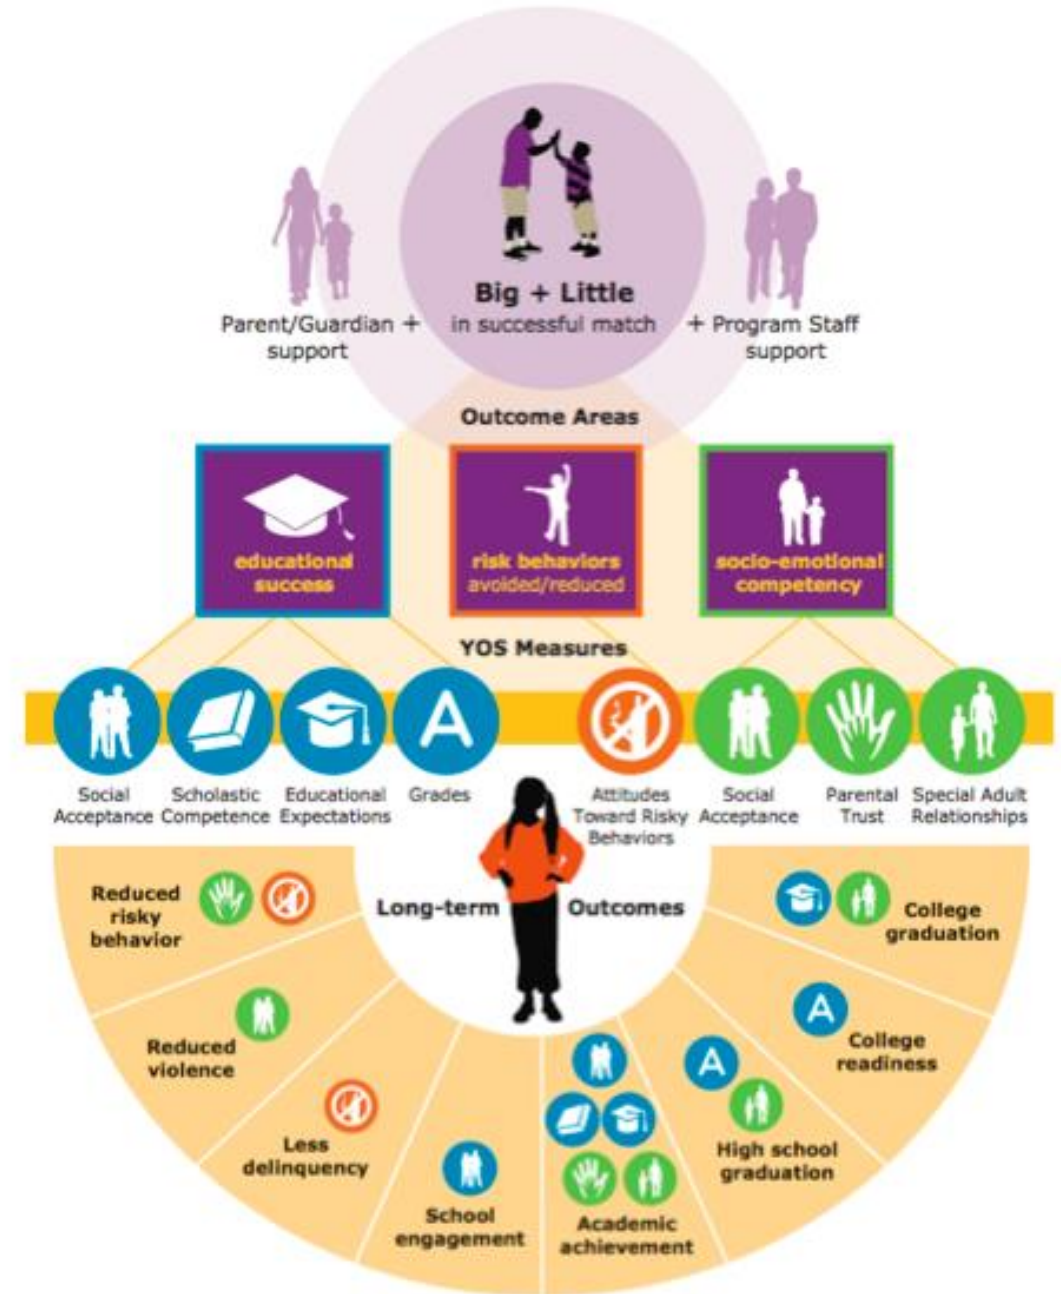 Big + Little
Parent/Guardian + in successful match + Program Staff
support support
Outcome Areas
educational
success
risk behaviors
avoided/reduced
socio-emotional
competency
YOS Measures
A
Social
Acceptance
Scholastic
Competence
Educational
Expectations
Grades
Attitudes
Toward Risky
Behaviors
Social
Acceptance
Parental
Trust
Special Adult
Relationships
Long-term Outcomes
Reduced
risky
behavior
Reduced
violence
Less
delinquency
School
engagement
Academic
achievement
A
High school
graduation
A
College
readiness
College
graduation